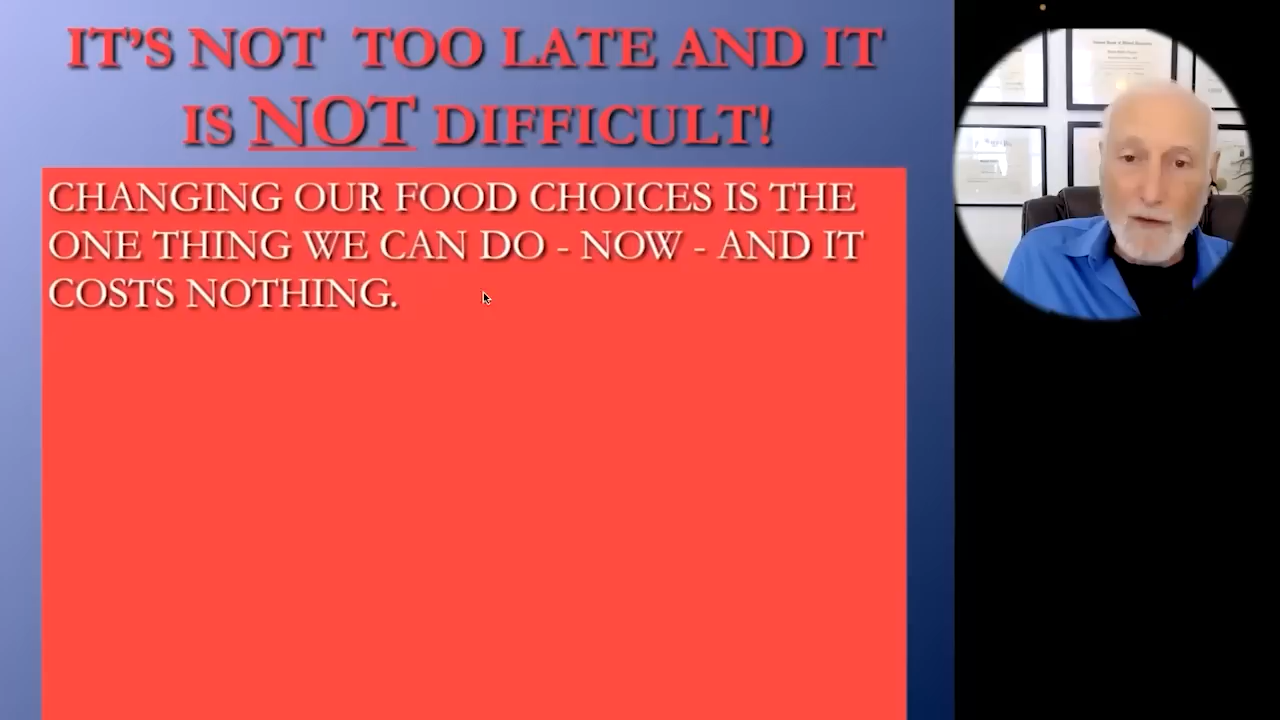 IT'S NOT TOO LATE AND IT
IS NOT DIFFICULT!
CHANGING OUR FOOD CHOICES IS THE
ONE THING WE CAN DO - NOW - AND IT
COSTS NOTHING.